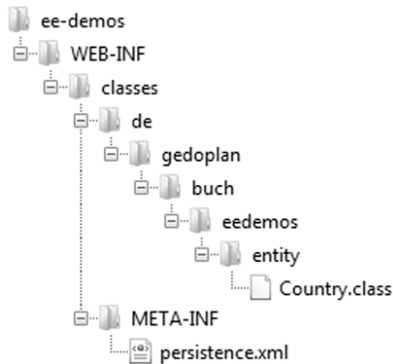 ee-demos
WEB-INF
classes
de
gedoplan
buch
eedemos
entity
Country.class
META-INF
persistence.xml